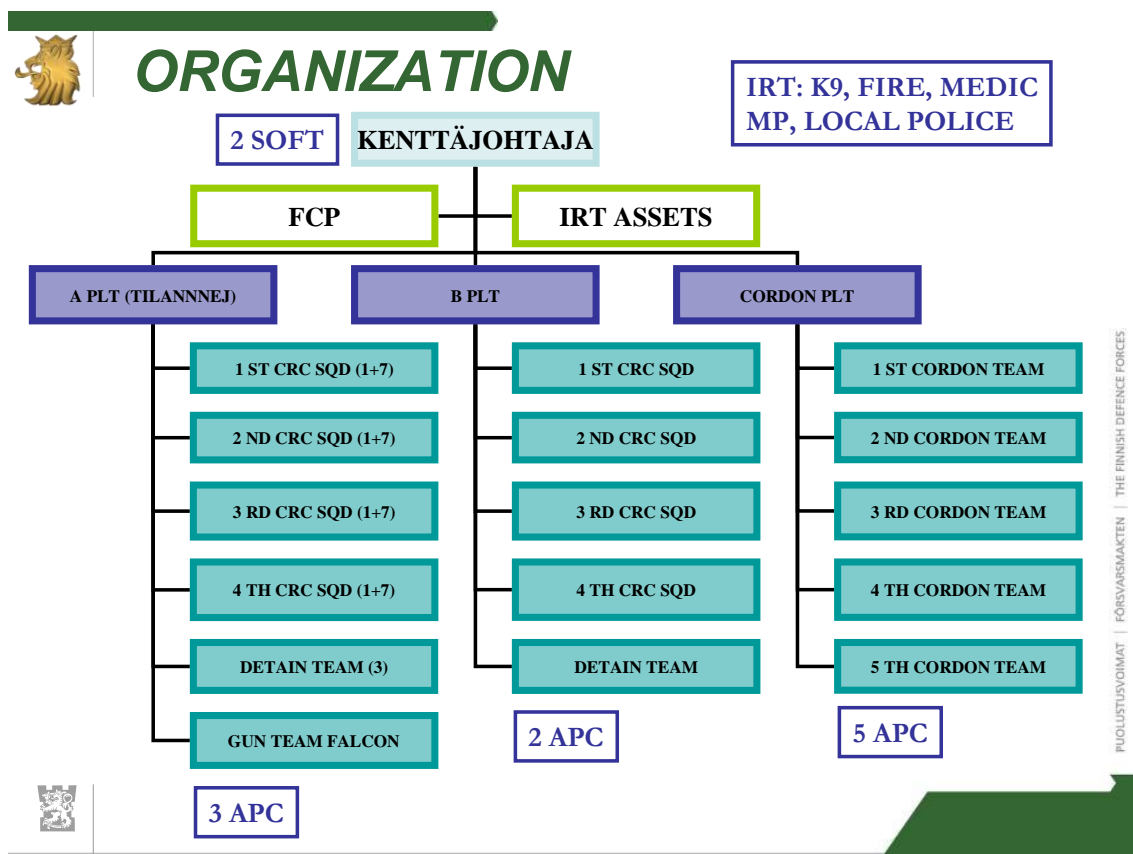 ORGANIZATION
IRT: K9, FIRE, MEDIC
MP, LOCAL POLICE
2 SOFT
KENTTÄJOHTAJA
FCP
IRT ASSETS
A PLT (TILANNNEJ)
B PLT
CORDON PLT
1 ST CRC SQD (1+7)
2 ND CRC SQD (1+7)
3 RD CRC SQD (1+7)
4 TH CRC SQD (1+7)
DETAIN TEAM (3)
GUN TEAM FALCON
3 APC
1 ST CRC SQD
2 ND CRC SQD
3 RD CRC SQD
4 TH CRC SQD
DETAIN TEAM
2 APC
1 ST CORDON TEAM
2 ND CORDON TEAM
3 RD CORDON TEAM
4 TH CORDON TEAM
5 TH CORDON TEAM
5 APC
PUOLUSTUSVOIMAT | FÖRSVARSMAKTEN | THE FINNISH DEFENCE FORCES